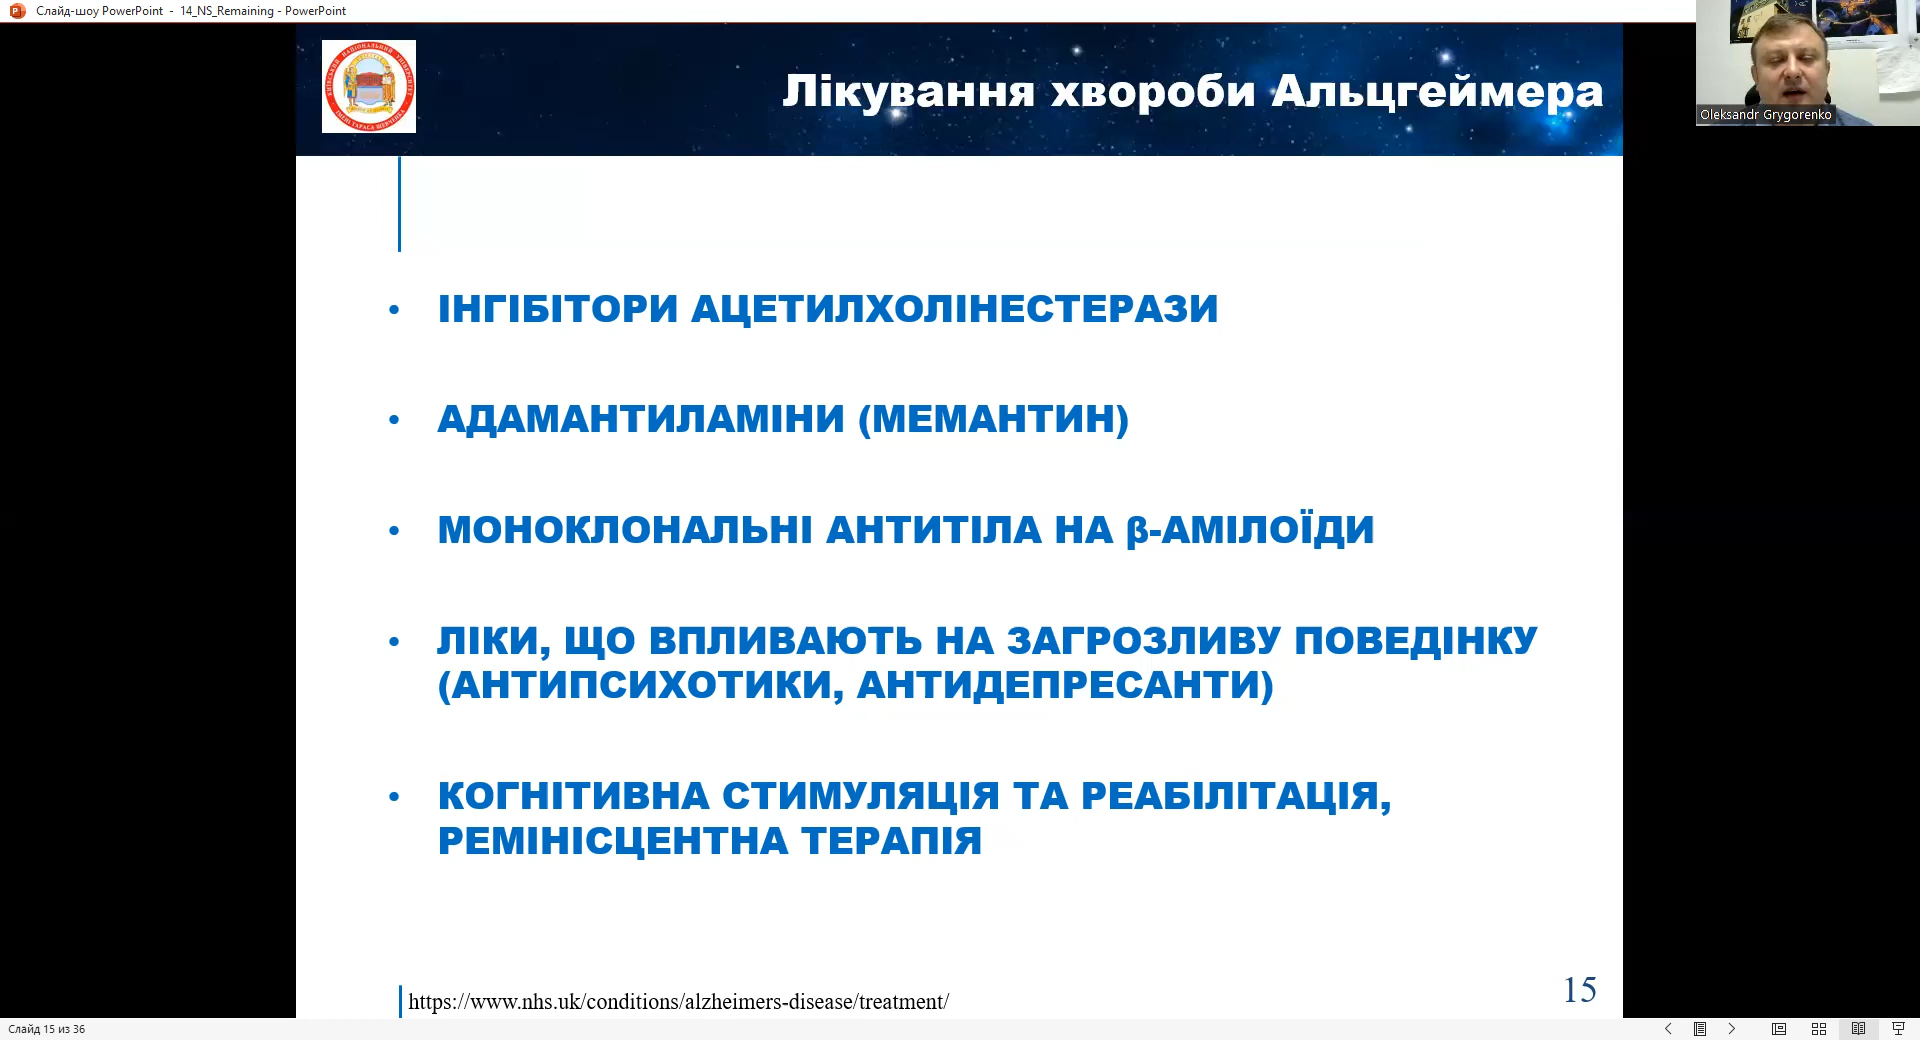 Слайд-шоу PowerPoint - 14_NS_Remaining - PowerPoint
Лікування хвороби Альцгеймера
Oleksandr Grygorenko
• ІНГІБІТОРИ АЦЕТИЛХОЛІНЕСТЕРАЗИ
• АДАМАНТИЛАМІНИ (МЕМАНТИН)
• МОНОКЛОНАЛЬНІ АНТИТІЛА НА β-АМІЛОЇДИ
• ЛІКИ, ЩО ВПЛИВАЮТЬ НА ЗАГРОЗЛИВУ ПОВЕДІНКУ
(АНТИПСИХОТИКИ, АНТИДЕПРЕСАНТИ)
• КОГНІТИВНА СТИМУЛЯЦІЯ ТА РЕАБІЛІТАЦІЯ,
РЕМІНІСЦЕНТНА ТЕРАПІЯ
https://www.nhs.uk/conditions/alzheimers-disease/treatment/
15
Слайд 15 из 36